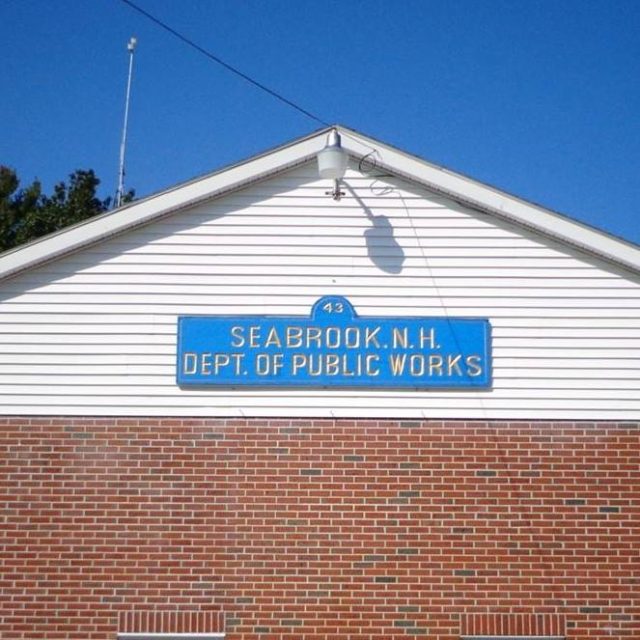 43
SEABROOK.N.H.
DEPT. OF PUBLIC WORKS